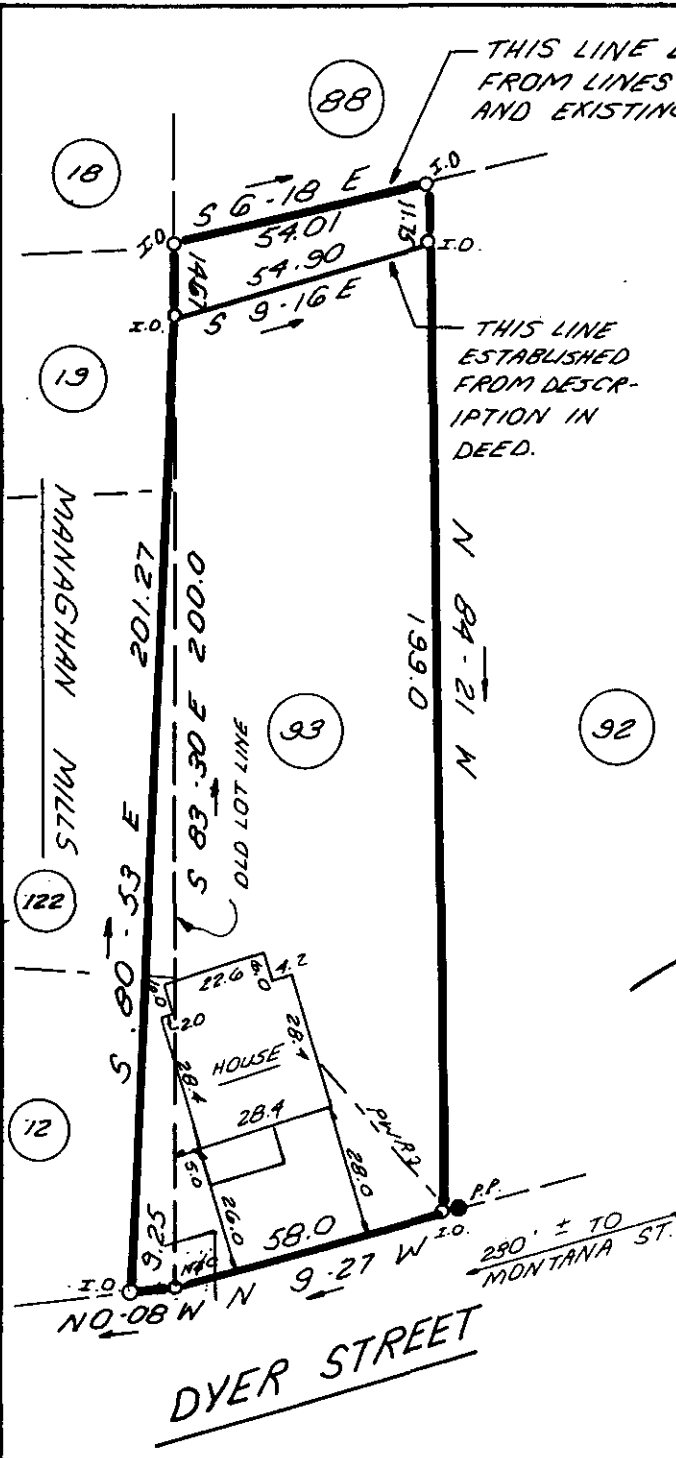 THIS LINE
FROM LINES
AND EXISTING
88
18
I.O
S 6-18 E
54.01
I.O
11.75
I.O.
14.67
54.90
S 9-16 E
I.O.
THIS LINE
ESTABLISHED
FROM DESCR-
IPTION IN
DEED.
19
MANAGHAN MILLS
201.27
S 83-30 E 200.0
OLD LOT LINE
N 84-21 W
199.0
93
92
122
S 80-53 E
22.6
4.2
2.0
28.4
HOUSE
28.4
28.4
PWR
12
5.0
26.0
28.0
P.P.
9.25
58.0
I.O.
I.O
N 0-08 W
N 9-27 W
230' ± TO
MONTANA ST.
DYER STREET